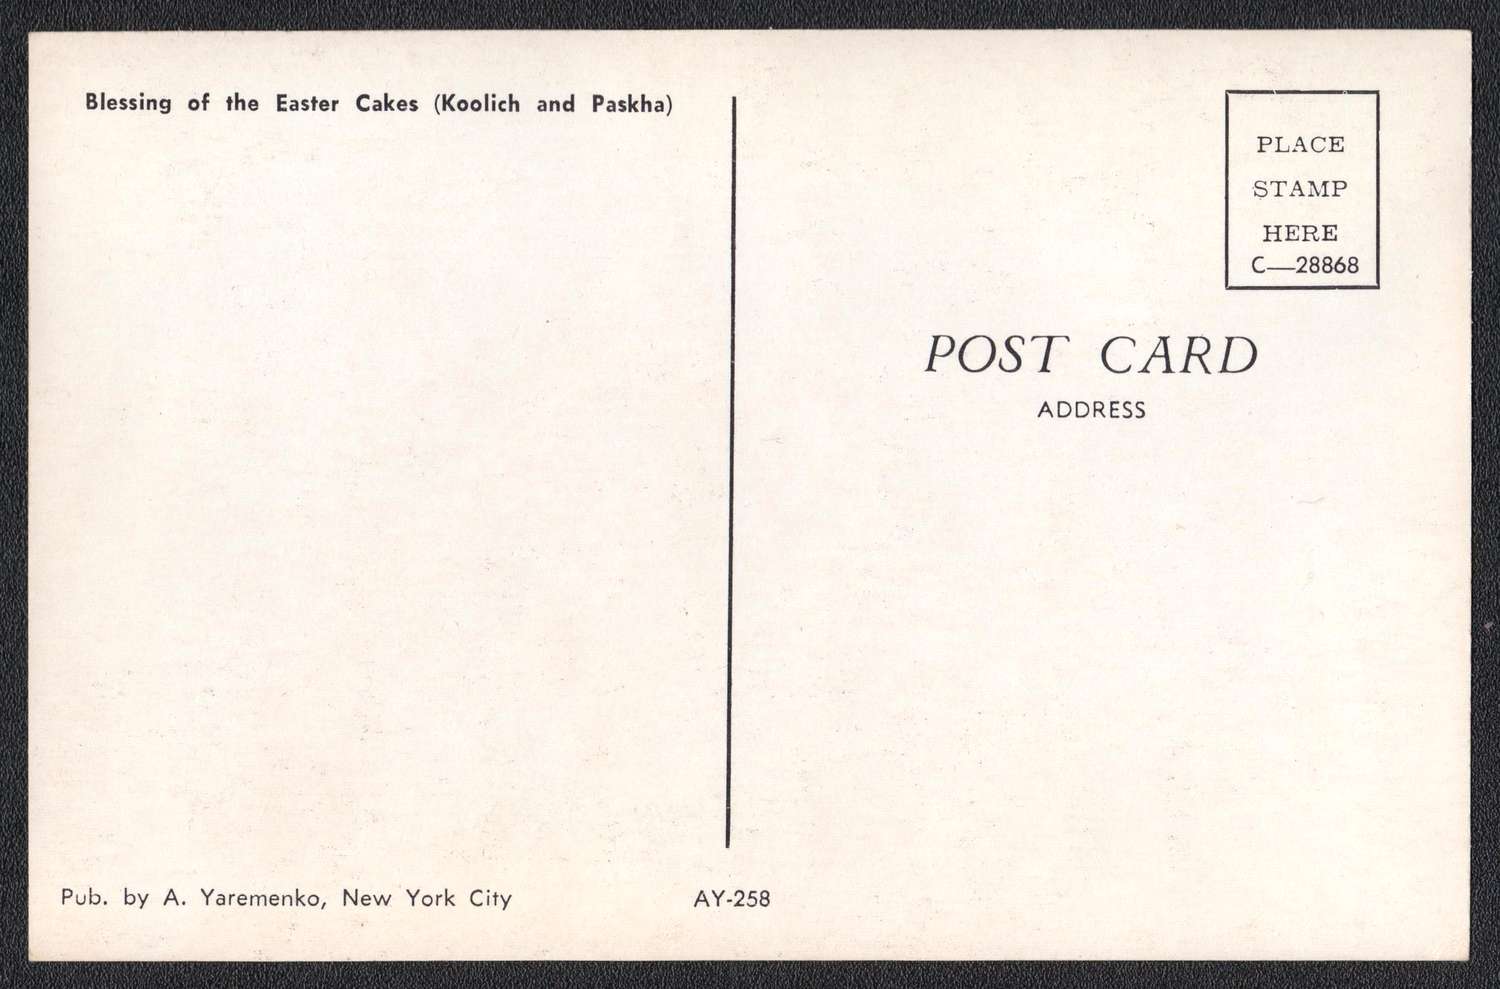 Blessing of the Easter Cakes (Koolich and Paskha)
PLACE
STAMP
HERE
C—28868
POST CARD
ADDRESS
Pub. by A. Yaremenko, New York City
AY-258